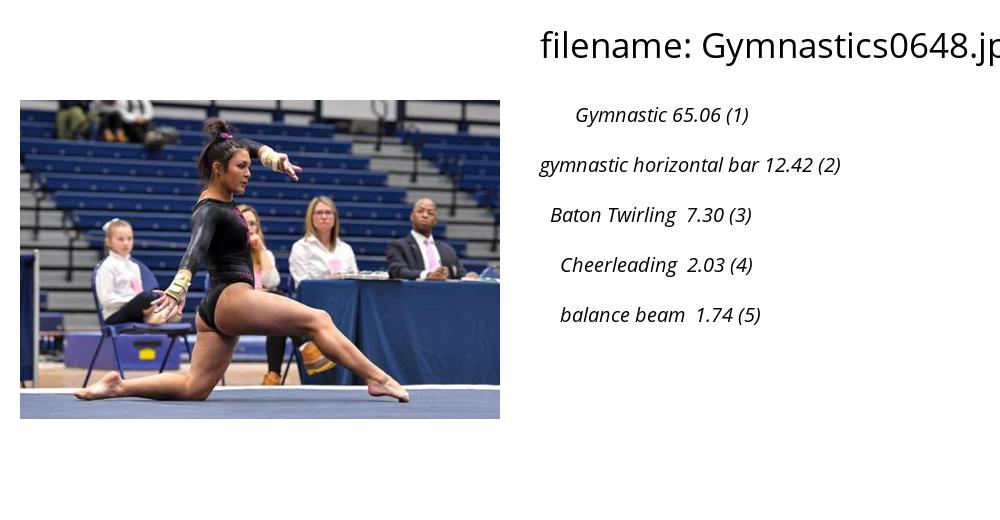 filename: Gymnastics0648.jp
Gymnastic 65.06 (1)
gymnastic horizontal bar 12.42 (2)
Baton Twirling 7.30 (3)
Cheerleading 2.03 (4)
balance beam 1.74 (5)